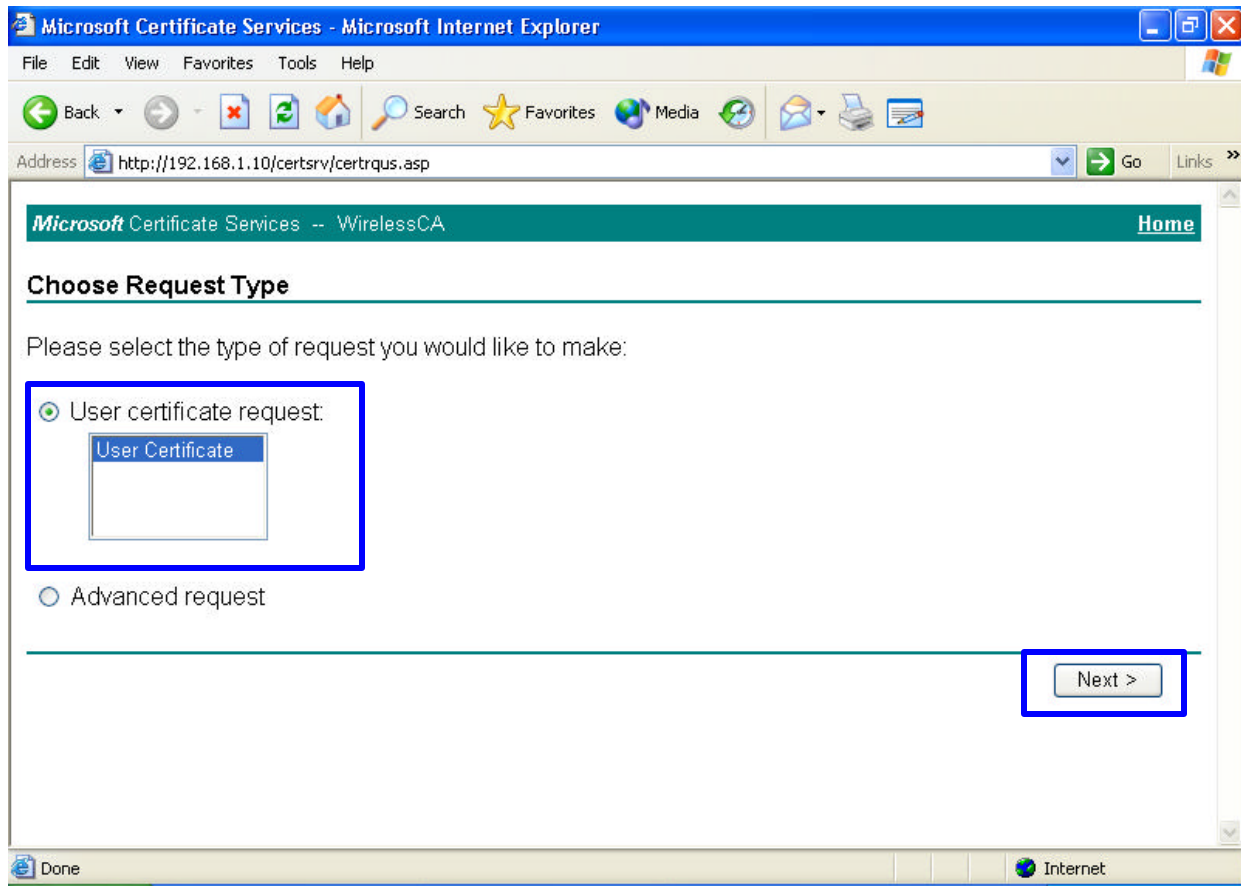 Microsoft Certificate Services - Microsoft Internet Explorer
File Edit View Favorites Tools Help
Back Search Favorites Media
Address http://192.168.1.10/certsrv/certrqus.asp Go Links »
Microsoft Certificate Services -- WirelessCA Home
Choose Request Type
Please select the type of request you would like to make:
User certificate request:
User Certificate
Advanced request
Next >
Done Internet